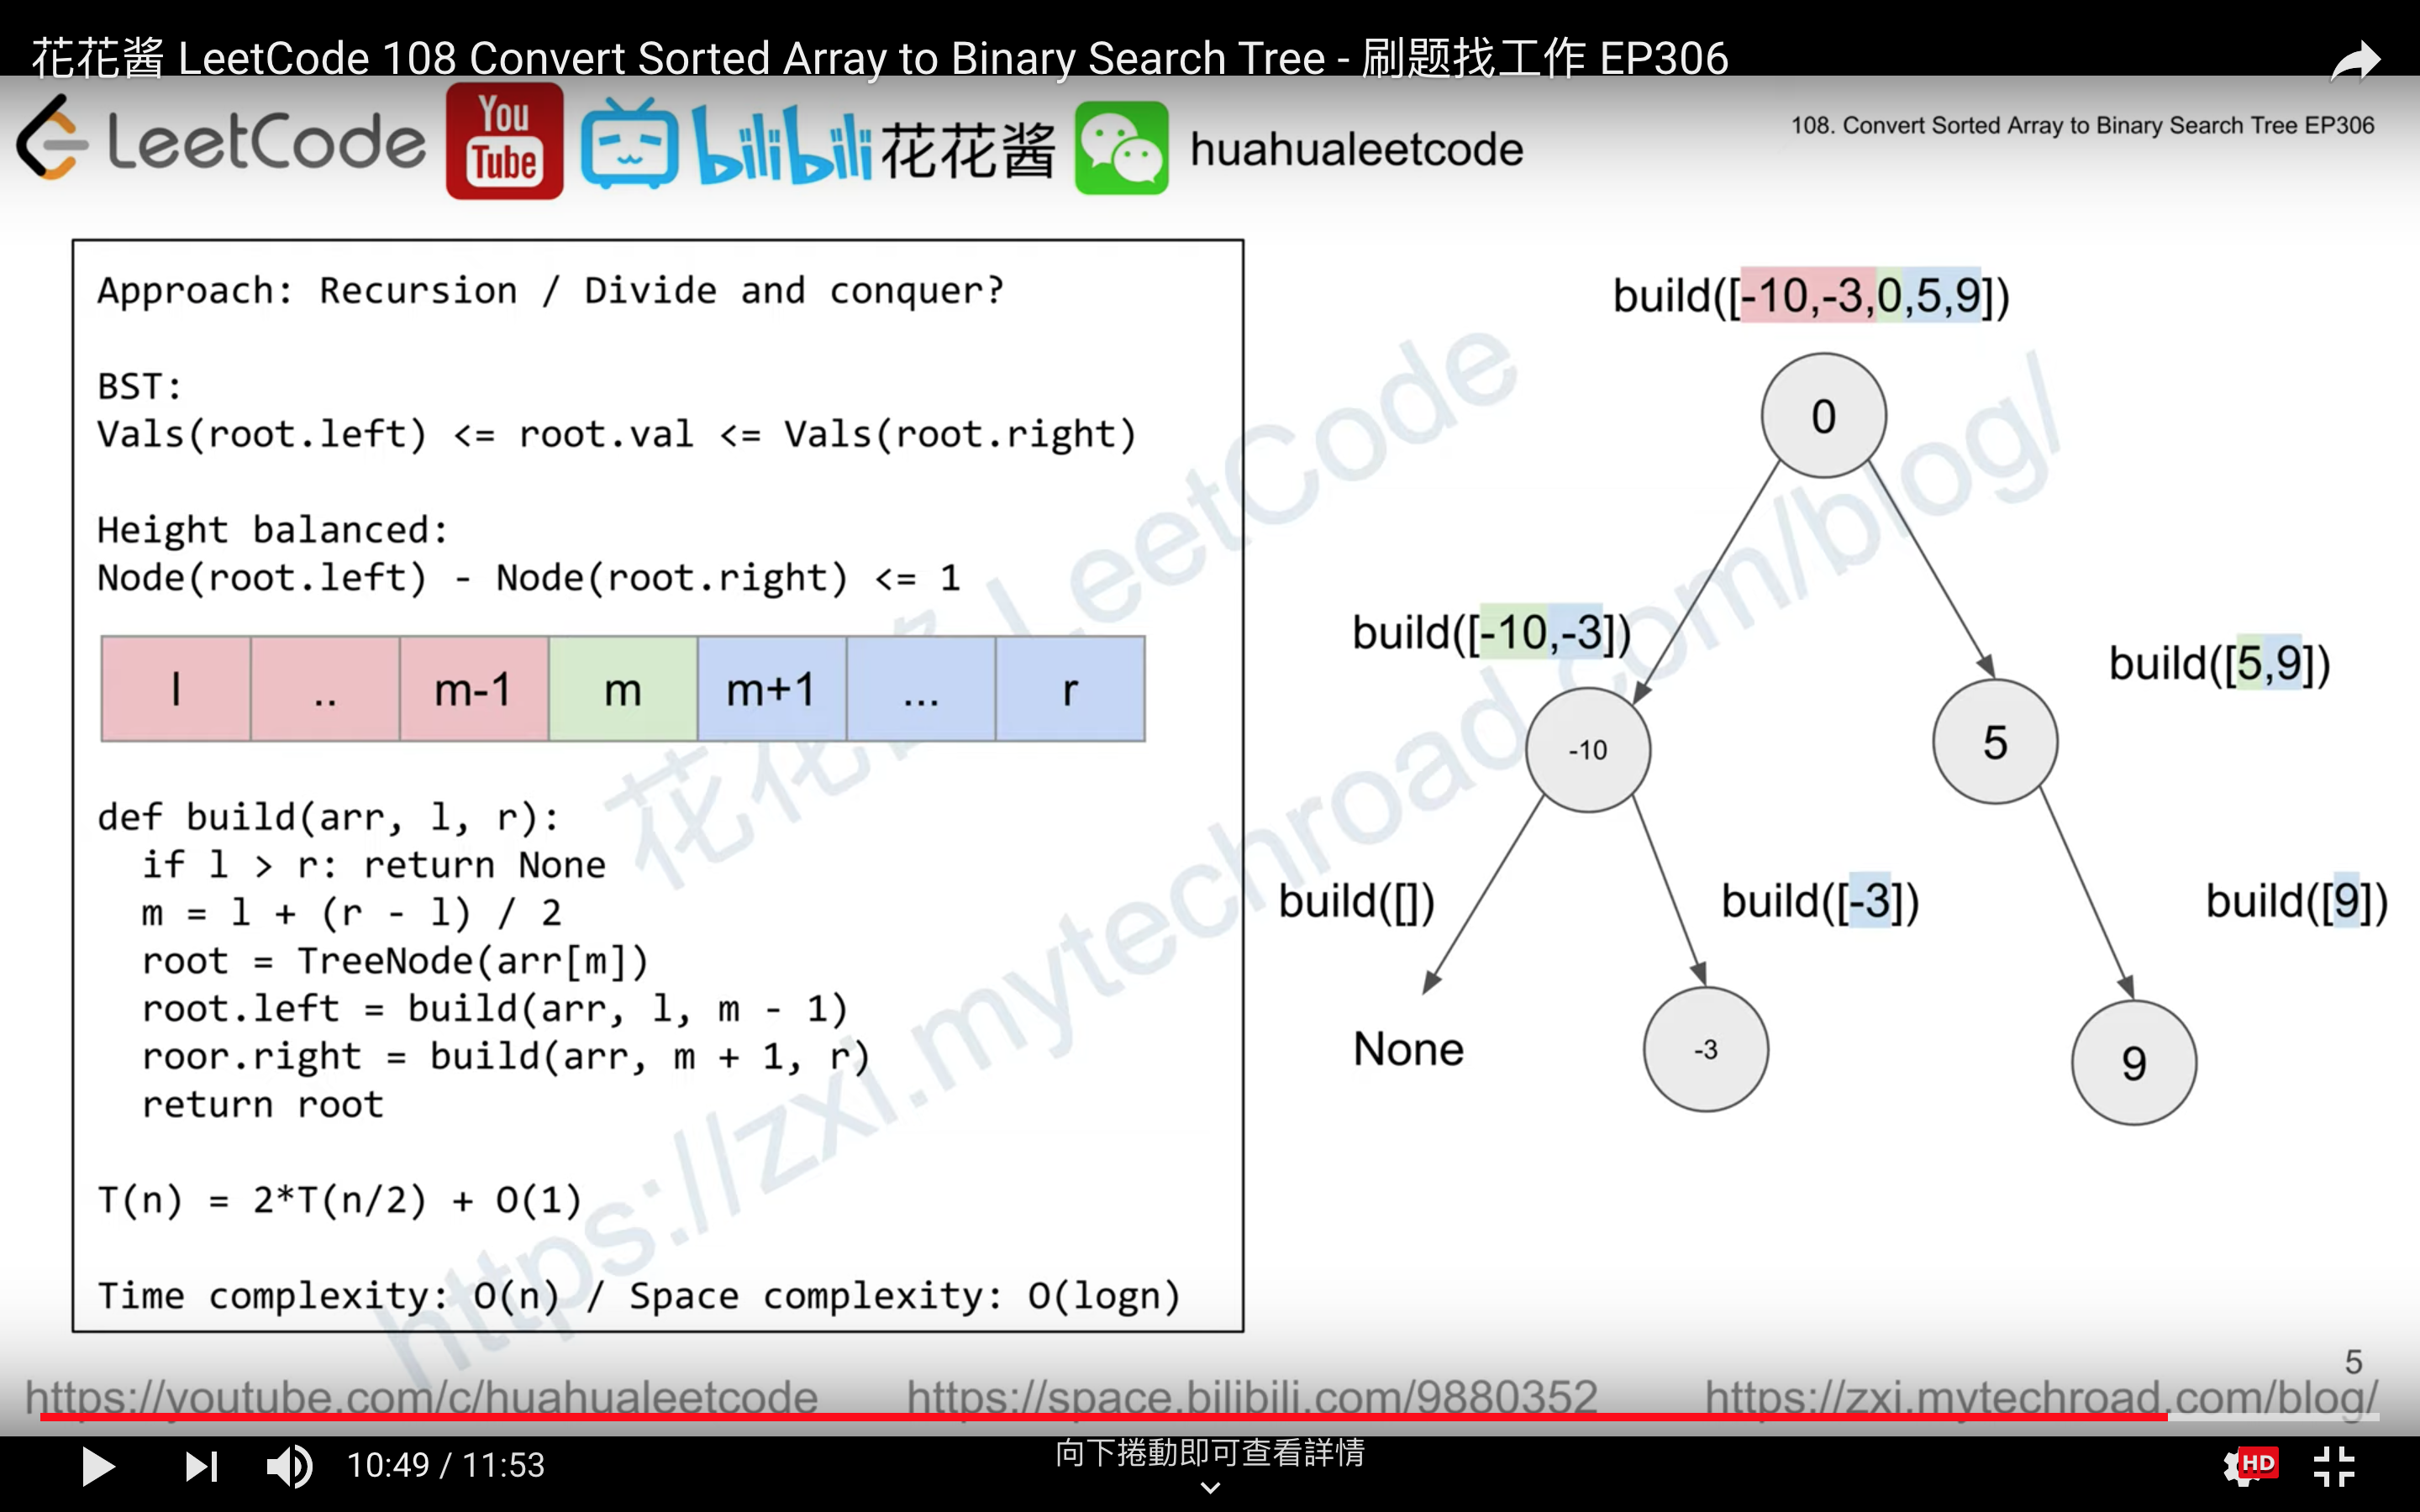 花花酱 LeetCode 108 Convert Sorted Array to Binary Search Tree - 刷题找工作 EP306
LeetCode
You
Tube
bilibili
花花酱
huahualeetcode
108. Convert Sorted Array to Binary Search Tree EP306
Approach: Recursion / Divide and conquer?
BST:
Vals(root.left) <= root.val <= Vals(root.right)
Height balanced:
Node(root.left) - Node(root.right) <= 1
l .. m-1 m m+1 ... r
def build(arr, l, r):
  if l > r: return None
  m = l + (r - l) / 2
  root = TreeNode(arr[m])
  root.left = build(arr, l, m - 1)
  roor.right = build(arr, m + 1, r)
  return root
T(n) = 2*T(n/2) + O(1)
Time complexity: O(n) / Space complexity: O(logn)
build([-10,-3,0,5,9])
0
build([-10,-3])
build([5,9])
-10
5
build([])
build([-3])
build([9])
None
-3
9
花花酱 LeetCode
https://zxi.mytechroad.com/blog/
5
https://youtube.com/c/huahualeetcode
https://space.bilibili.com/9880352
https://zxi.mytechroad.com/blog/
10:49 / 11:53
向下捲動即可查看詳情
HD